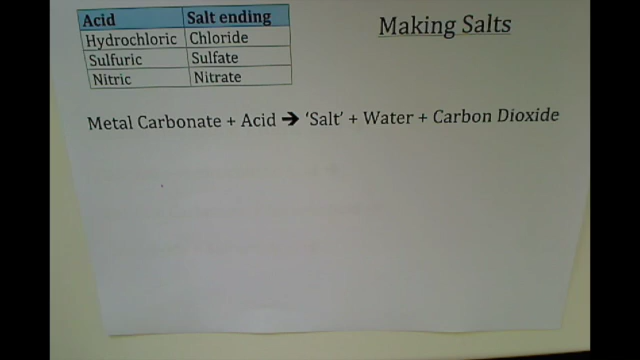 Making Salts
Acid Salt ending
Hydrochloric Chloride
Sulfuric Sulfate
Nitric Nitrate
Metal Carbonate + Acid ➔ ‘Salt’ + Water + Carbon Dioxide